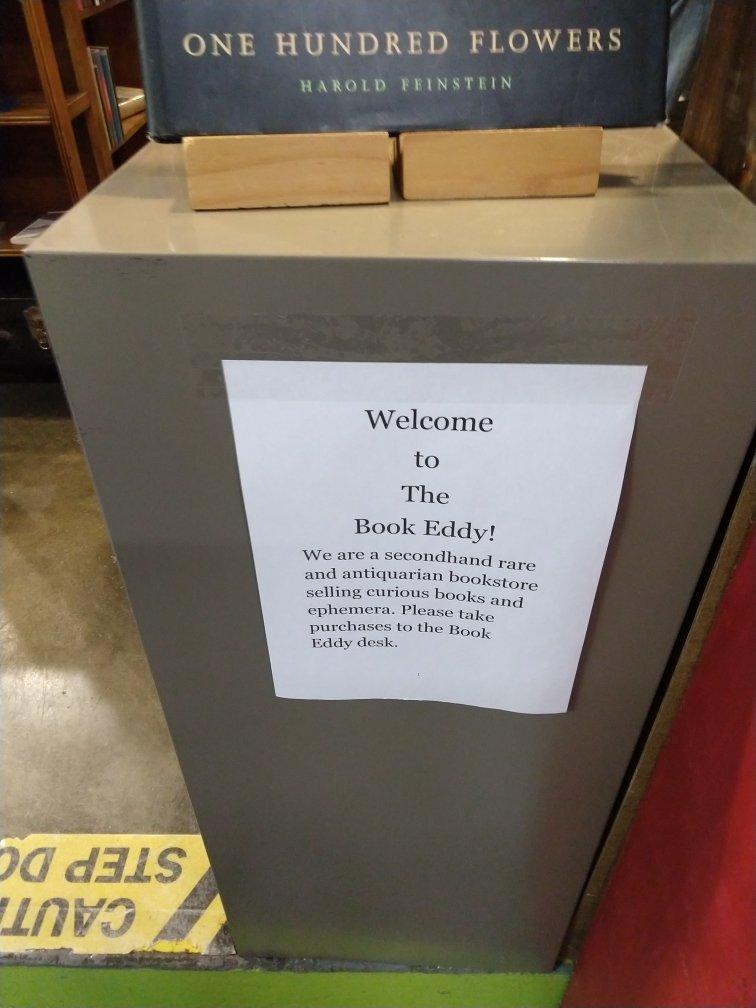 ONE HUNDRED FLOWERS
HAROLD FEINSTEIN
Welcome
to
The
Book Eddy!
We are a secondhand rare
and antiquarian bookstore
selling curious books and
ephemera. Please take
purchases to the Book
Eddy desk.
CAUTI
STEP DO